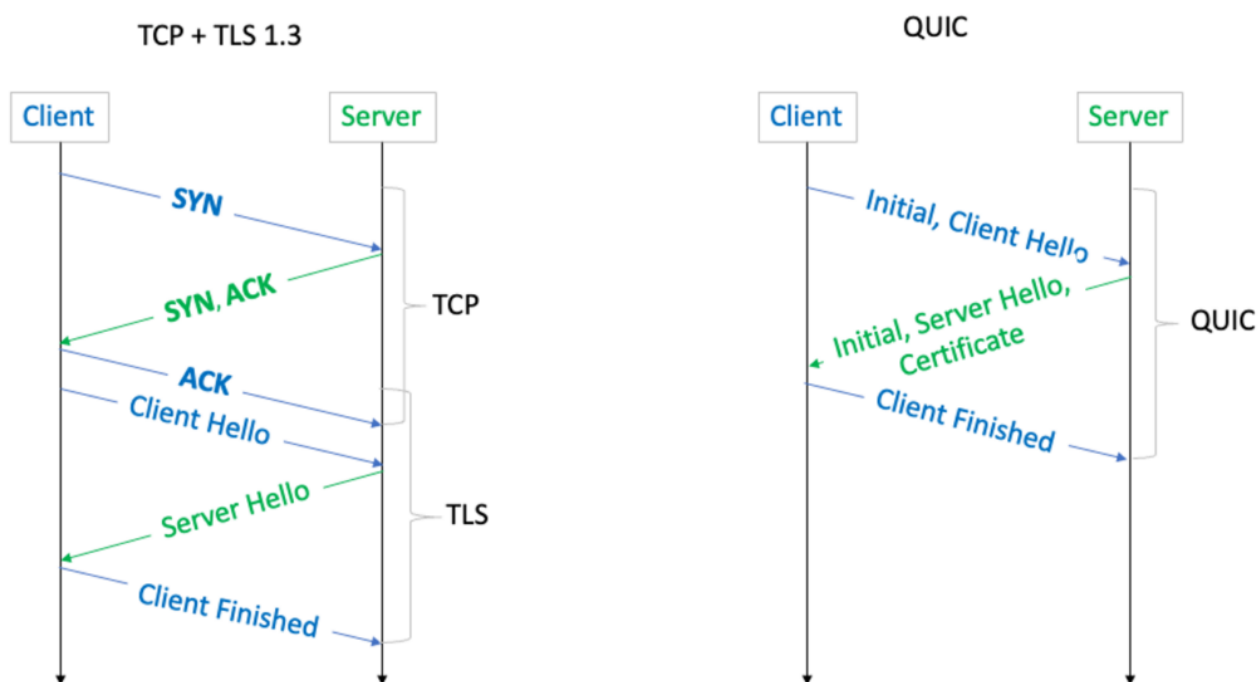 TCP + TLS 1.3
Client
Server
SYN
SYN, ACK
TCP
ACK
Client Hello
Server Hello
TLS
Client Finished
QUIC
Client
Server
Initial, Client Hello
Initial, Server Hello,
Certificate
QUIC
Client Finished